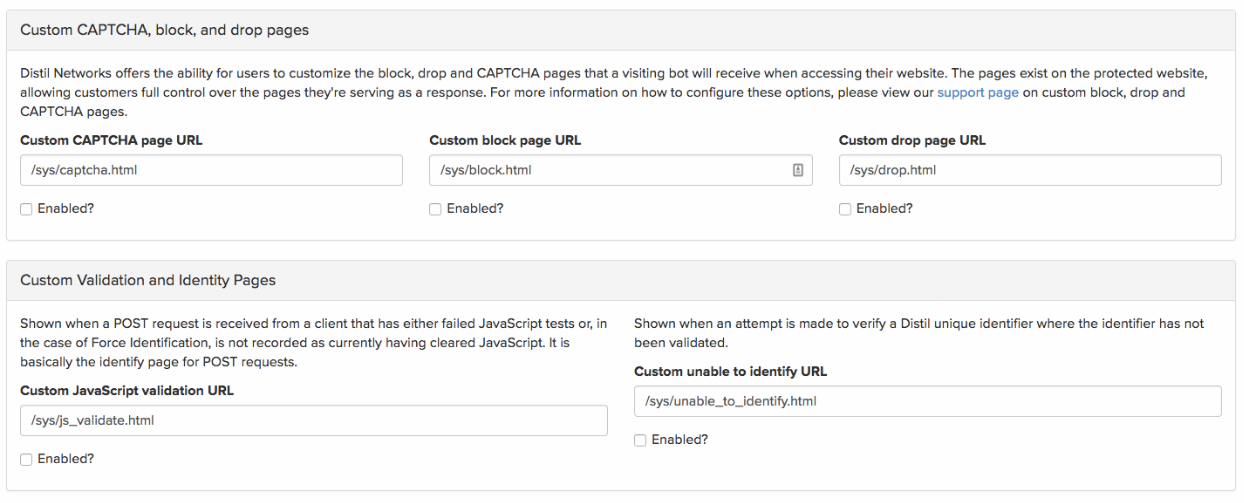 Custom CAPTCHA, block, and drop pages
Distil Networks offers the ability for users to customize the block, drop and CAPTCHA pages that a visiting bot will receive when accessing their website. The pages exist on the protected website,
allowing customers full control over the pages they're serving as a response. For more information on how to configure these options, please view our support page on custom block, drop and
CAPTCHA pages.
Custom CAPTCHA page URL
/sys/captcha.html
Enabled?
Custom block page URL
/sys/block.html
Enabled?
Custom drop page URL
/sys/drop.html
Enabled?
Custom Validation and Identity Pages
Shown when a POST request is received from a client that has either failed JavaScript tests or, in
the case of Force Identification, is not recorded as currently having cleared JavaScript. It is
basically the identify page for POST requests.
Custom JavaScript validation URL
/sys/js_validate.html
Enabled?
Shown when an attempt is made to verify a Distil unique identifier where the identifier has not
been validated.
Custom unable to identify URL
/sys/unable_to_identify.html
Enabled?